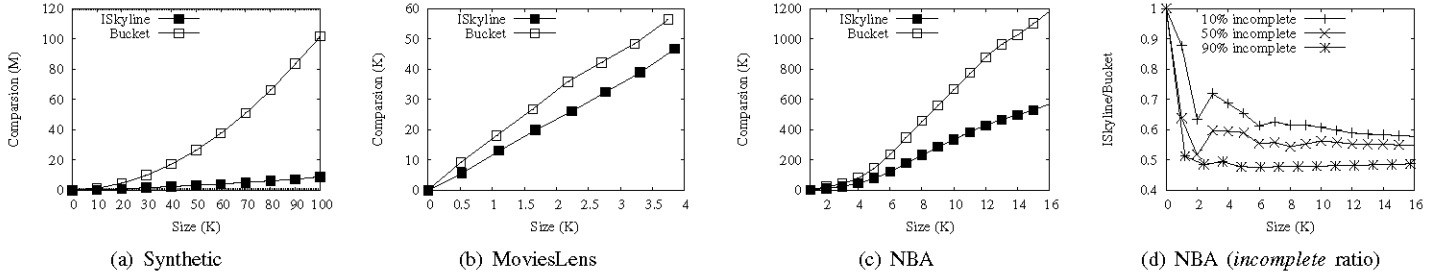 120
100
80
60
40
20
0
Comparsion (M)
ISkyline
Bucket
0 10 20 30 40 50 60 70 80 90 100
Size (K)
(a) Synthetic
60
50
40
30
20
10
0
Comparsion (K)
ISkyline
Bucket
0 0.5 1 1.5 2 2.5 3 3.5 4
Size (K)
(b) MoviesLens
1200
1000
800
600
400
200
0
Comparsion (K)
ISkyline
Bucket
2 4 6 8 10 12 14 16
Size (K)
(c) NBA
1
0.9
0.8
0.7
0.6
0.5
0.4
ISkyline/Bucket
10% incomplete
50% incomplete
90% incomplete
0 2 4 6 8 10 12 14 16
Size (K)
(d) NBA (incomplete ratio)